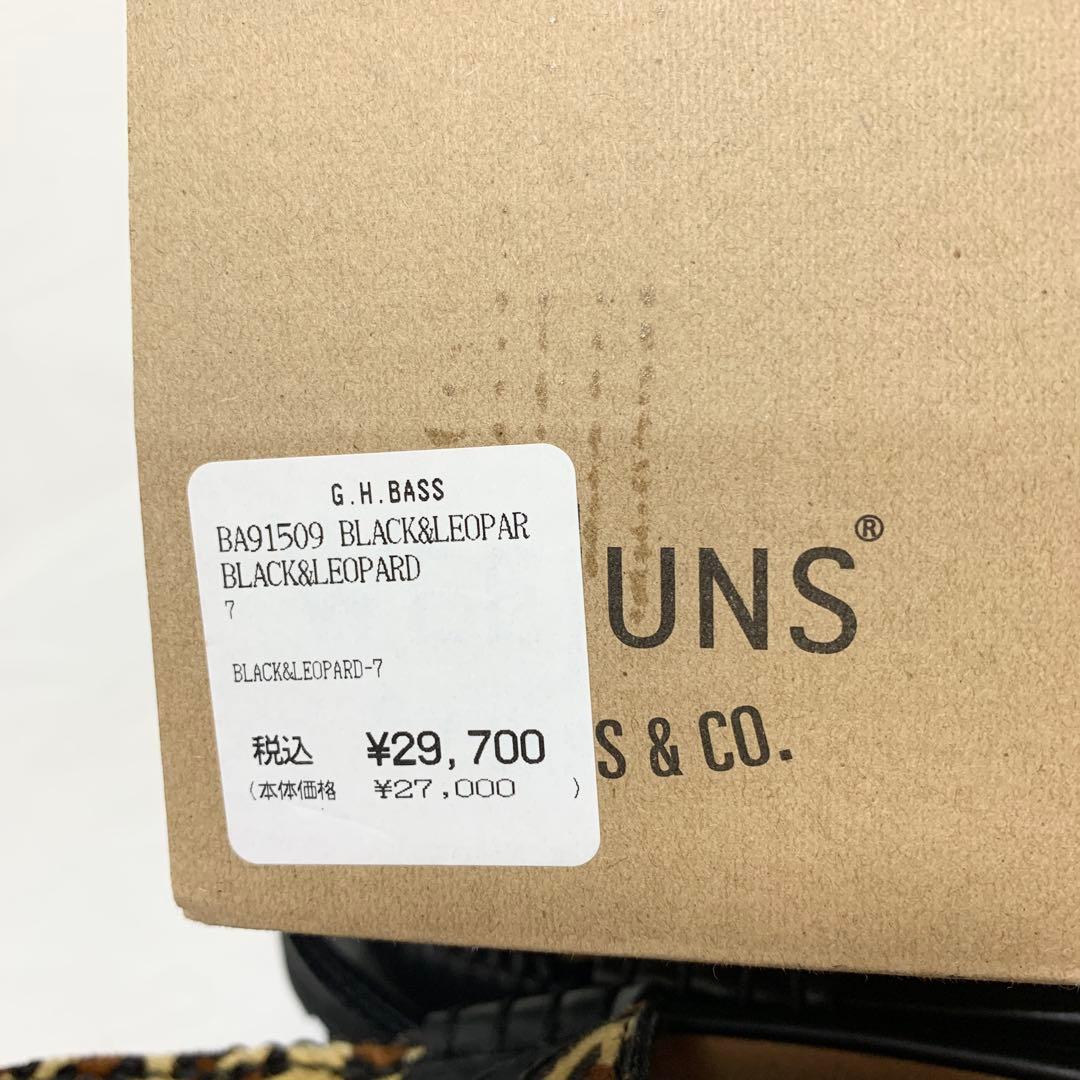 G.H.BASS
BA91509 BLACK&LEOPAR
BLACK&LEOPARD
7
BLACK&LEOPARD-7
税込 ¥29,700
(本体価格 ¥27,000 )
UNS®
S & CO.